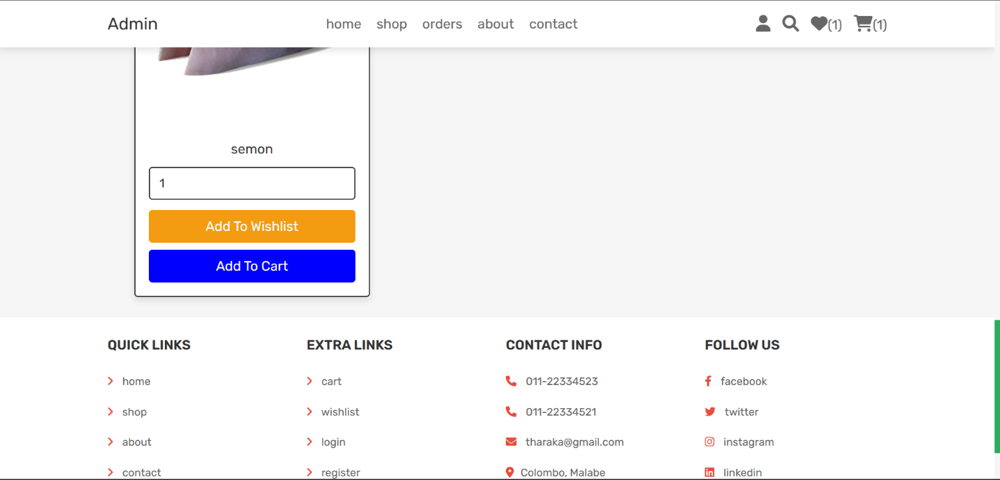 Admin home shop orders about contact (1) (1)
semon
1
Add To Wishlist
Add To Cart
QUICK LINKS EXTRA LINKS CONTACT INFO FOLLOW US
home cart 011-22334523 facebook
shop wishlist 011-22334521 twitter
about login tharaka@gmail.com instagram
contact register Colombo, Malabe linkedin